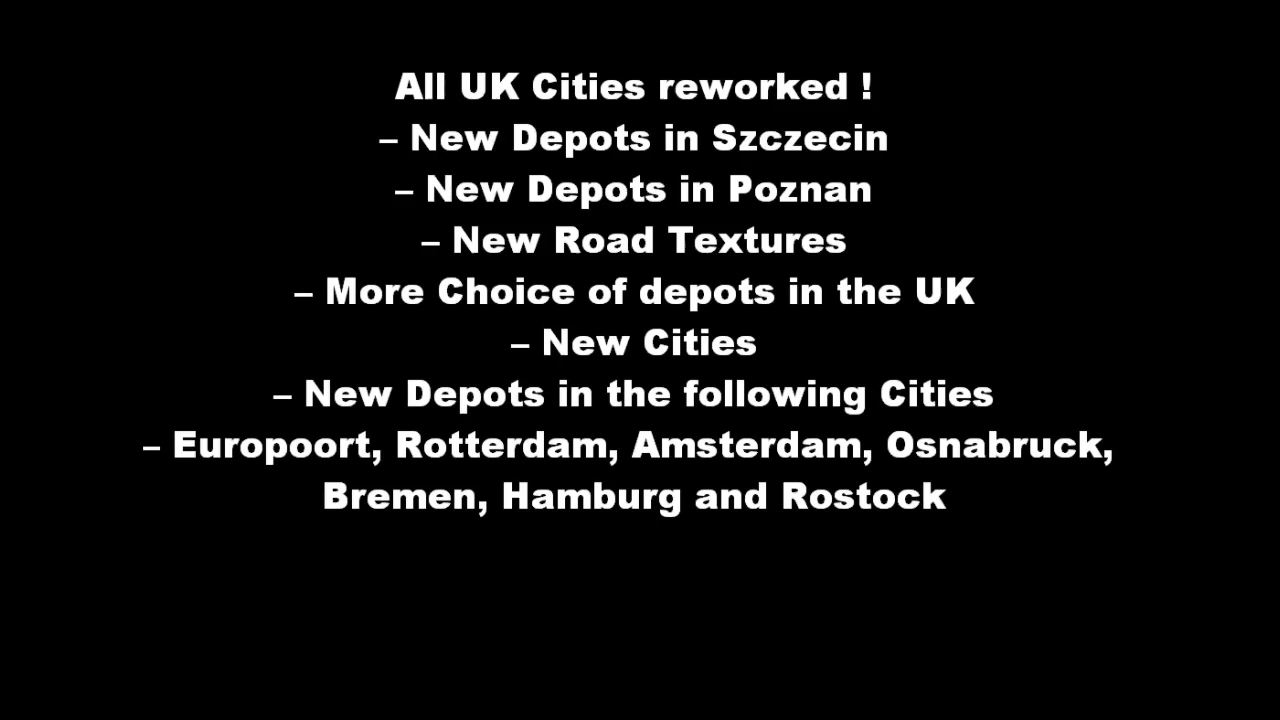 All UK Cities reworked !
– New Depots in Szczecin
– New Depots in Poznan
– New Road Textures
– More Choice of depots in the UK
– New Cities
– New Depots in the following Cities
– Europoort, Rotterdam, Amsterdam, Osnabruck,
Bremen, Hamburg and Rostock